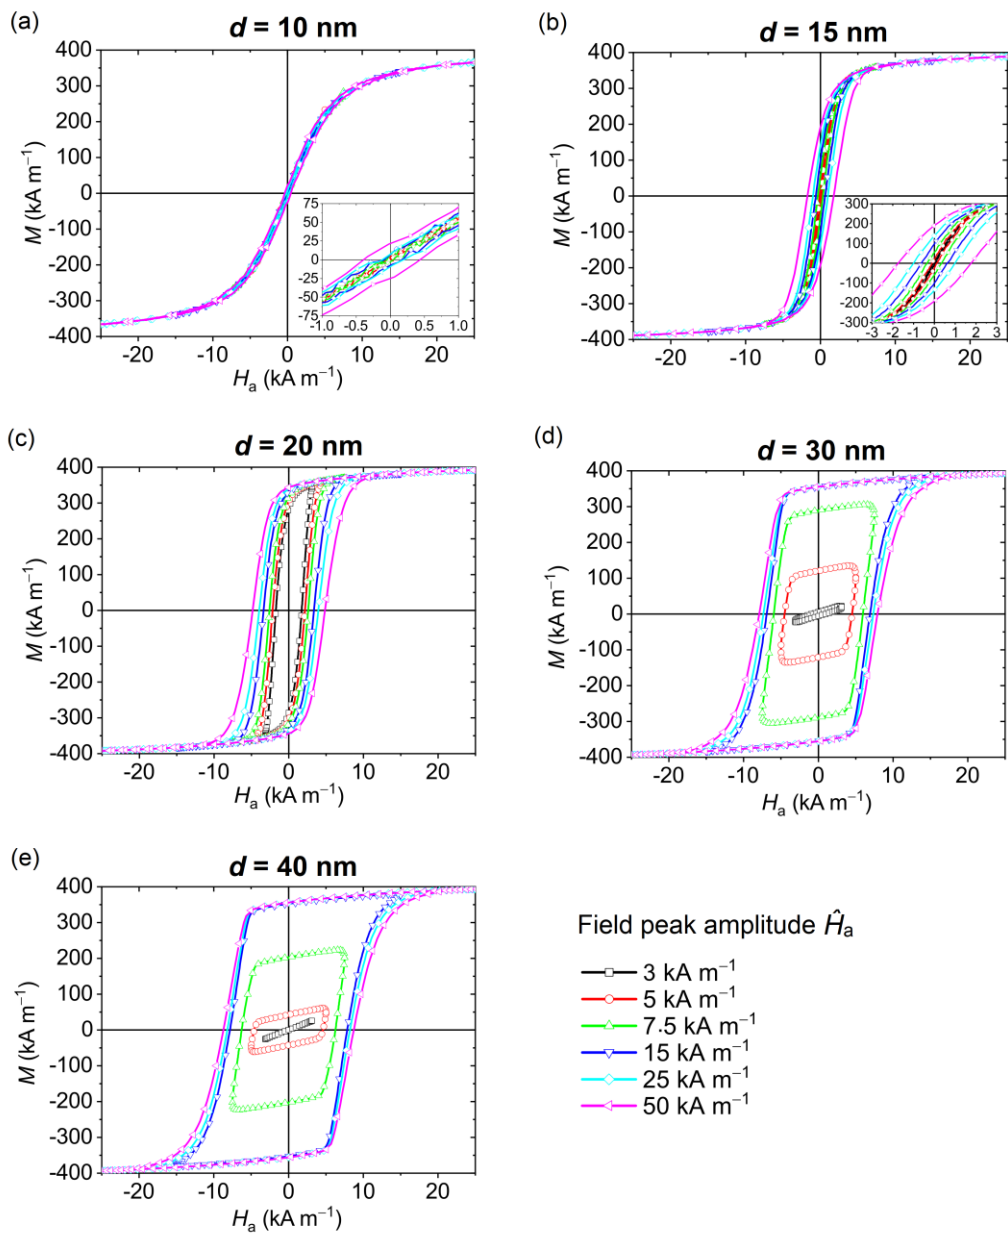 (a)
d = 10 nm
400
300
200
100
0
-100
-200
-300
-400
M (kA m⁻¹)
-20 -10 0 10 20
Hₐ (kA m⁻¹)
75
50
25
0
-25
-50
-75
-1.0 -0.5 0.0 0.5 1.0
(b)
d = 15 nm
400
300
200
100
0
-100
-200
-300
-400
M (kA m⁻¹)
-20 -10 0 10 20
Hₐ (kA m⁻¹)
300
200
100
0
-100
-200
-300
-3 -2 -1 0 1 2 3
(c)
d = 20 nm
400
300
200
100
0
-100
-200
-300
-400
M (kA m⁻¹)
-20 -10 0 10 20
Hₐ (kA m⁻¹)
(d)
d = 30 nm
400
300
200
100
0
-100
-200
-300
-400
M (kA m⁻¹)
-20 -10 0 10 20
Hₐ (kA m⁻¹)
(e)
d = 40 nm
400
300
200
100
0
-100
-200
-300
-400
M (kA m⁻¹)
-20 -10 0 10 20
Hₐ (kA m⁻¹)
Field peak amplitude Ĥₐ
3 kA m⁻¹
5 kA m⁻¹
7.5 kA m⁻¹
15 kA m⁻¹
25 kA m⁻¹
50 kA m⁻¹